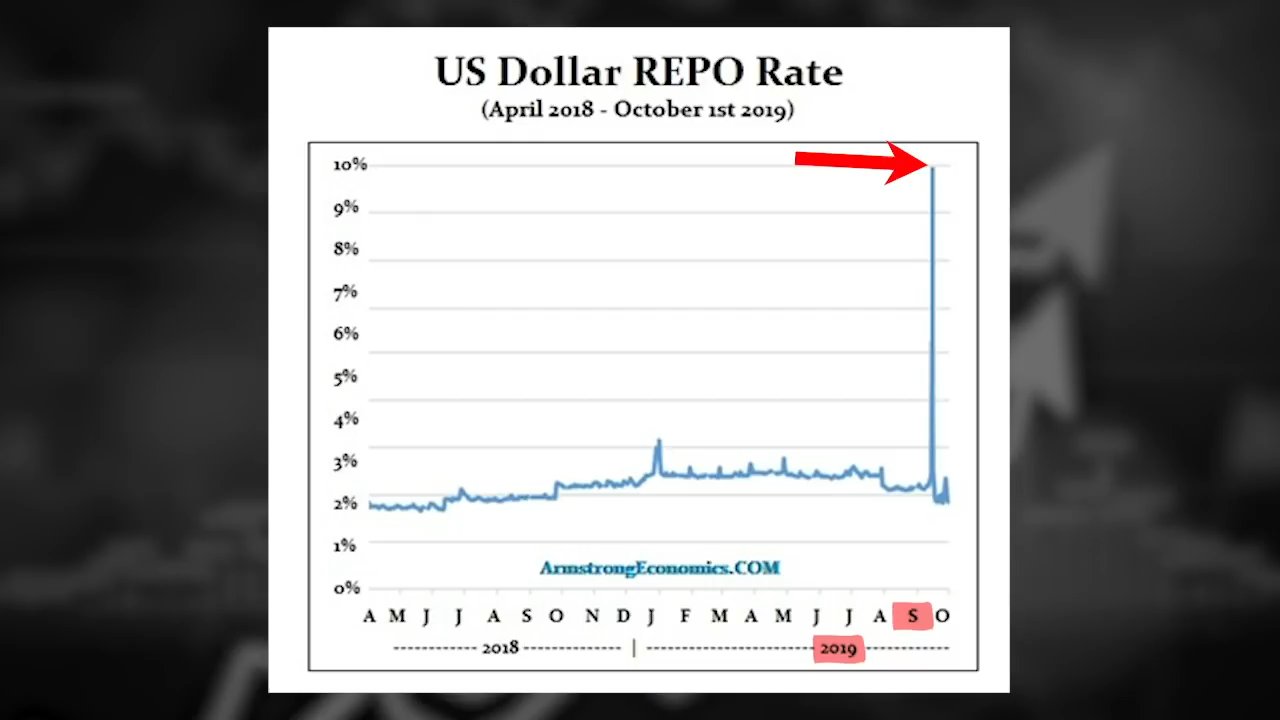 US Dollar REPO Rate
(April 2018 - October 1st 2019)
10%
9%
8%
7%
6%
5%
4%
3%
2%
1%
0%
ArmstrongEconomics.COM
A M J J A S O N D J F M A M J J A S O
2018 | 2019